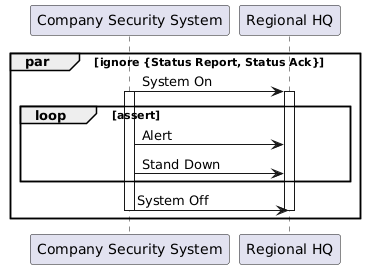 Company Security System
Regional HQ
par [ignore {Status Report, Status Ack}]
System On
loop [assert]
Alert
Stand Down
System Off
Company Security System
Regional HQ